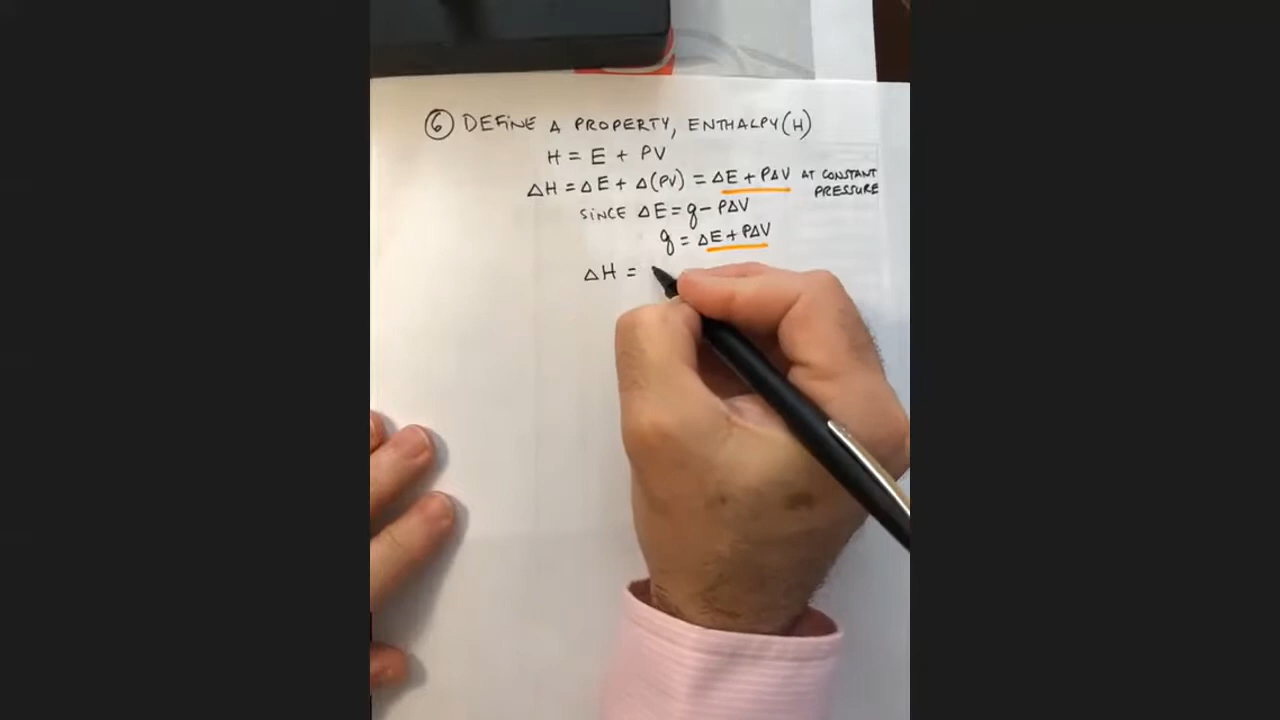 ⑥ DEFINE A PROPERTY, ENTHALPY(H)
H = E + PV
ΔH = ΔE + Δ(PV) = ΔE + PΔV AT CONSTANT PRESSURE
SINCE ΔE = q - PΔV
q = ΔE + PΔV
ΔH =